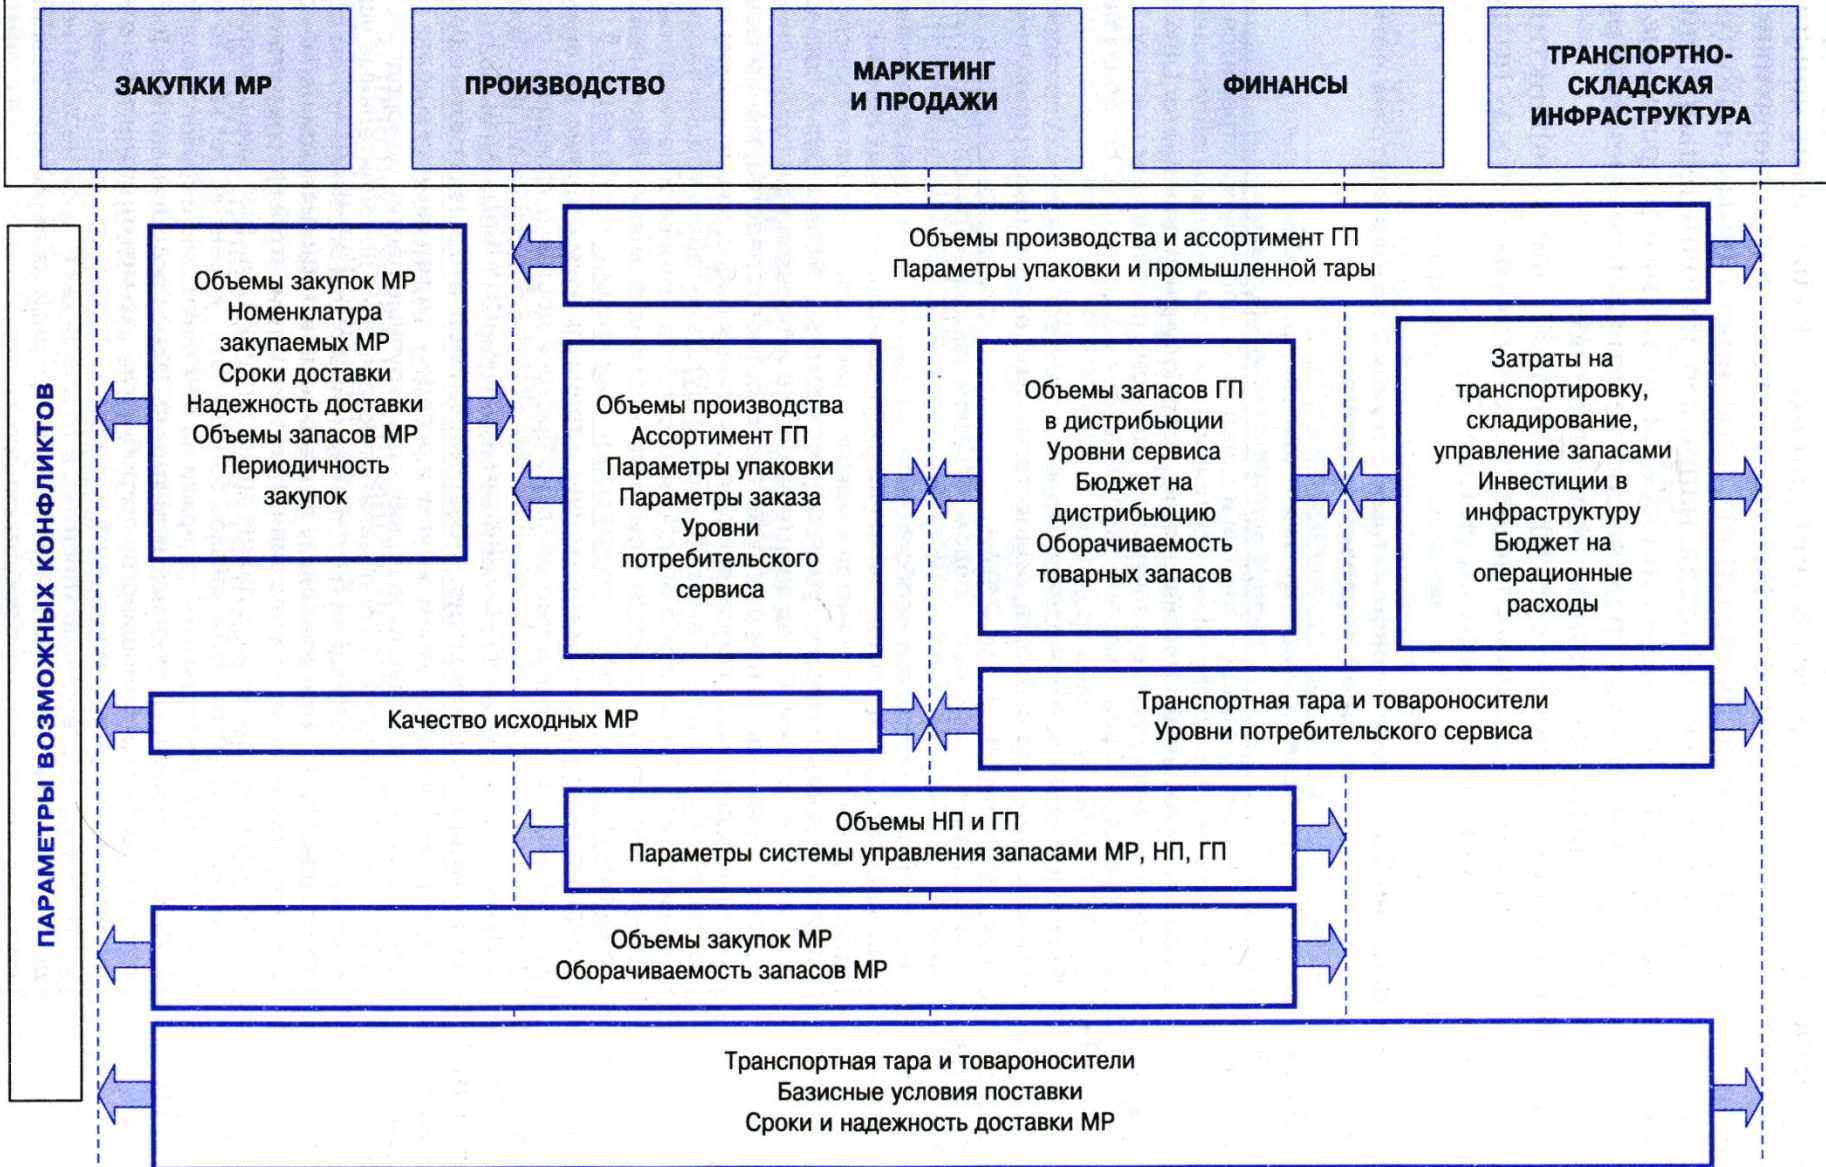 ЗАКУПКИ МР
ПРОИЗВОДСТВО
МАРКЕТИНГ
И ПРОДАЖИ
ФИНАНСЫ
ТРАНСПОРТНО-
СКЛАДСКАЯ
ИНФРАСТРУКТУРА
ПАРАМЕТРЫ ВОЗМОЖНЫХ КОНФЛИКТОВ
Объемы производства и ассортимент ГП
Параметры упаковки и промышленной тары
Объемы закупок МР
Номенклатура
закупаемых МР
Сроки доставки
Надежность доставки
Объемы запасов МР
Периодичность
закупок
Объемы производства
Ассортимент ГП
Параметры упаковки
Параметры заказа
Уровни
потребительского
сервиса
Объемы запасов ГП
в дистрибьюции
Уровни сервиса
Бюджет на
дистрибьюцию
Оборачиваемость
товарных запасов
Затраты на
транспортировку,
складирование,
управление запасами
Инвестиции в
инфраструктуру
Бюджет на
операционные
расходы
Качество исходных МР
Транспортная тара и товароносители
Уровни потребительского сервиса
Объемы НП и ГП
Параметры системы управления запасами МР, НП, ГП
Объемы закупок МР
Оборачиваемость запасов МР
Транспортная тара и товароносители
Базисные условия поставки
Сроки и надежность доставки МР